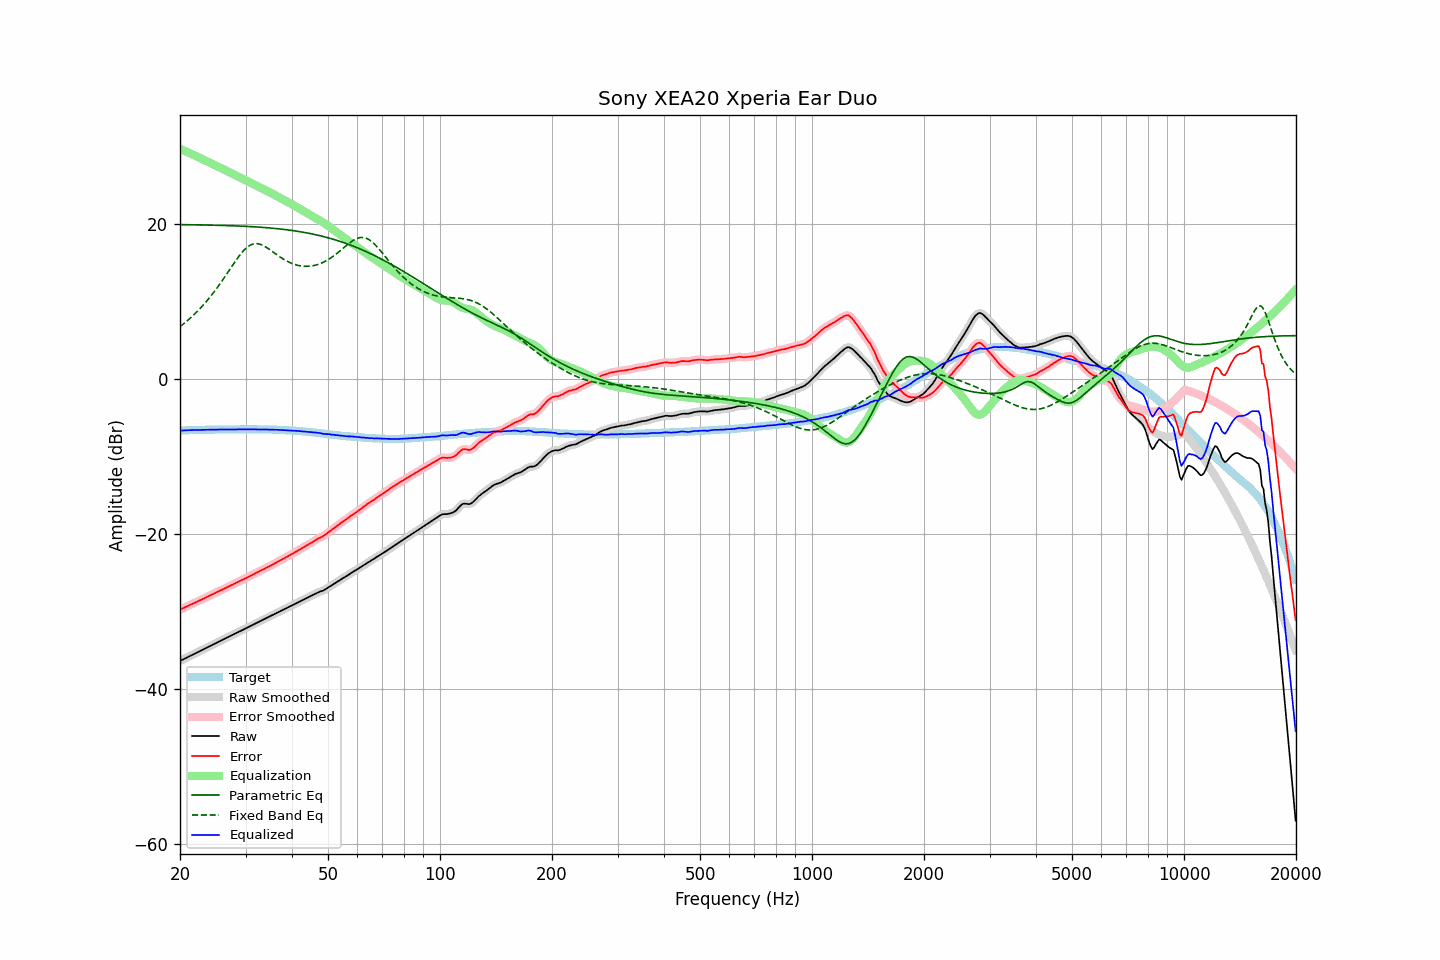 Sony XEA20 Xperia Ear Duo
Amplitude (dBr)
20
0
−20
−40
−60
Target
Raw Smoothed
Error Smoothed
Raw
Error
Equalization
Parametric Eq
Fixed Band Eq
Equalized
20 50 100 200 500 1000 2000 5000 10000 20000
Frequency (Hz)